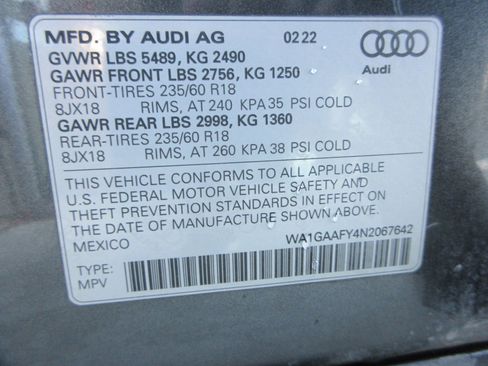 MFD. BY AUDI AG 02 22
GVWR LBS 5489, KG 2490
GAWR FRONT LBS 2756, KG 1250
Audi
FRONT-TIRES 235/60 R18
8JX18 RIMS, AT 240 KPA 35 PSI COLD
GAWR REAR LBS 2998, KG 1360
REAR-TIRES 235/60 R18
8JX18 RIMS, AT 260 KPA 38 PSI COLD
THIS VEHICLE CONFORMS TO ALL APPLICABLE
U.S. FEDERAL MOTOR VEHICLE SAFETY AND
THEFT PREVENTION STANDARDS IN EFFECT ON
THE DATE OF MANUFACTURE SHOWN ABOVE.
MEXICO WA1GAAFY4N2067642
TYPE:
MPV